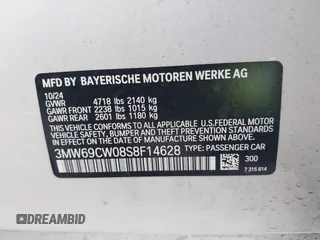 MFD BY BAYERISCHE MOTOREN WERKE AG
10/24
GVWR 4718 lbs 2140 kg
GAWR FRONT 2238 lbs 1015 kg
GAWR REAR 2601 lbs 1180 kg
THIS VEHICLE CONFORMS TO ALL APPLICABLE U.S.FEDERAL MOTOR VEHICLE
SAFETY, BUMPER AND THEFT PREVENTION STANDARDS IN EFFECT ON THE
DATE OF MANUFACTURE SHOWN ABOVE.
3MW69CW08S8F14628 TYPE: PASSENGER CAR
300
7 315 814
© DREAMBID dreambid.com